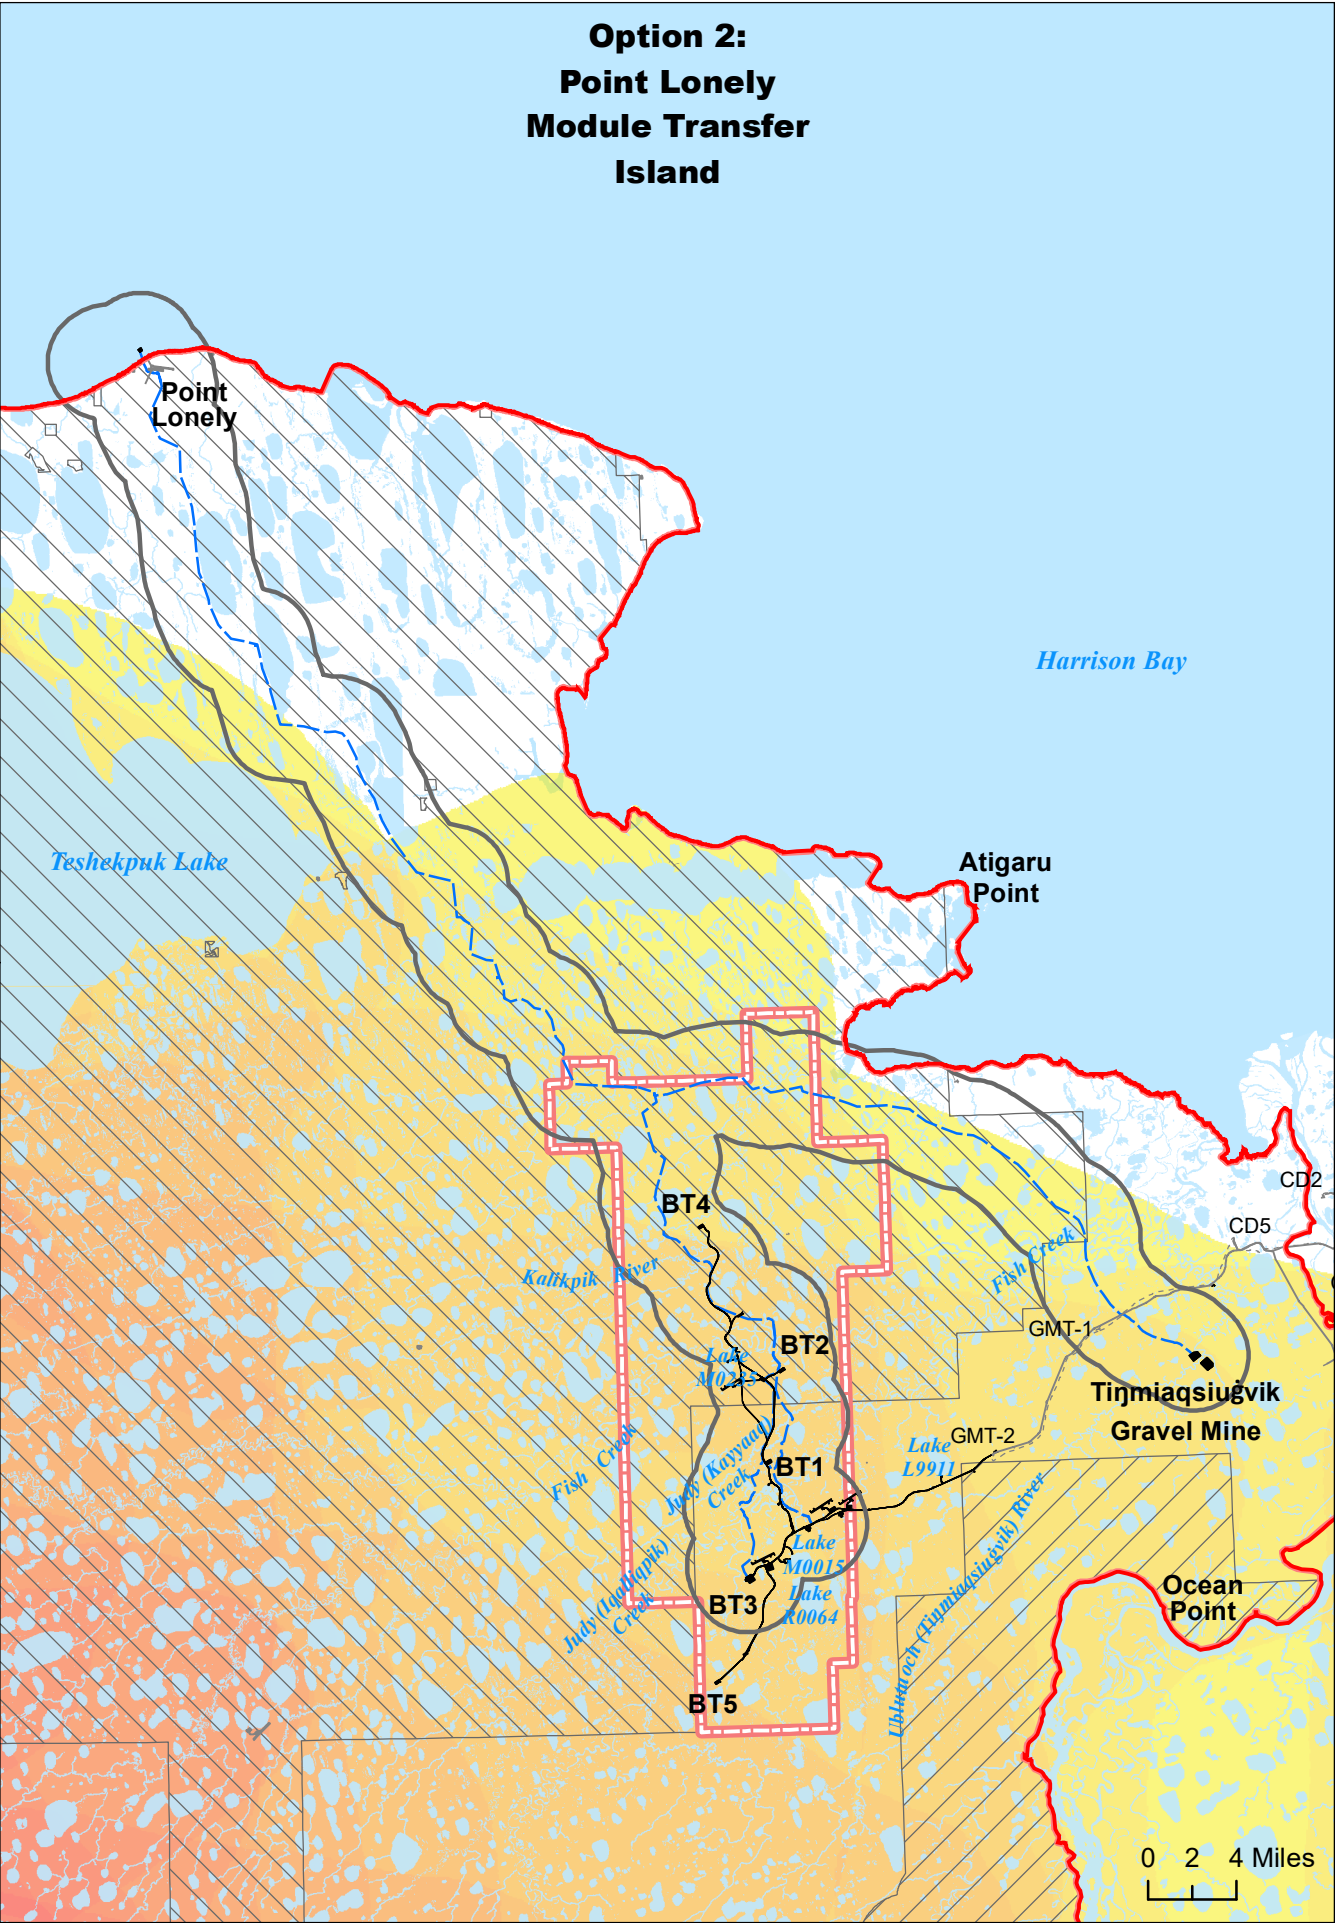 Option 2:
Point Lonely
Module Transfer
Island
Point
Lonely
Harrison Bay
Teshekpuk Lake
Atigaru
Point
CD2
BT4
CD5
Kalikpik River
Fish Creek
GMT-1
BT2
Lake
M0235
Tiŋmiaqsiuġvik
Gravel Mine
GMT-2
Lake
L9911
Fish Creek
Judy (Kayyaaq)
Creek
BT1
Lake
M0015
Ublutuoch (Tiŋmiaqsiuġvik) River
Judy (Iqalliqpik)
Creek
BT3
Lake
R0064
Ocean
Point
BT5
0 2 4 Miles